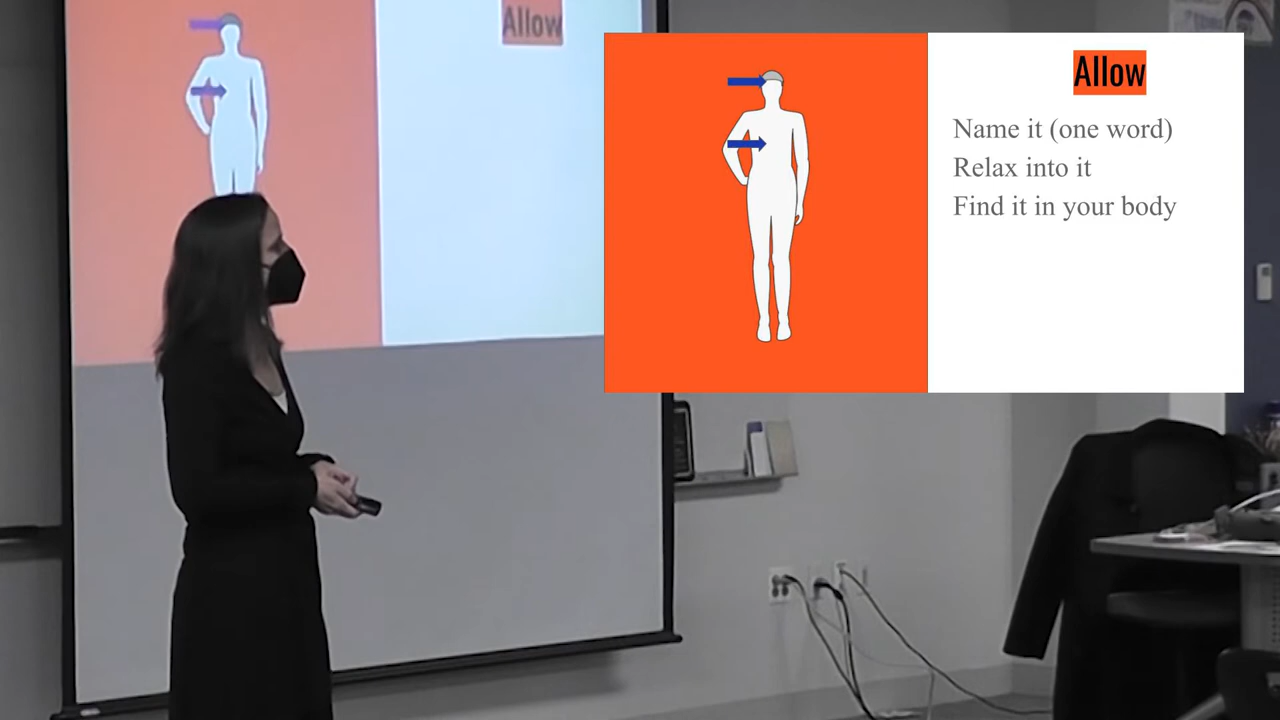 Allow
Allow
Name it (one word)
Relax into it
Find it in your body